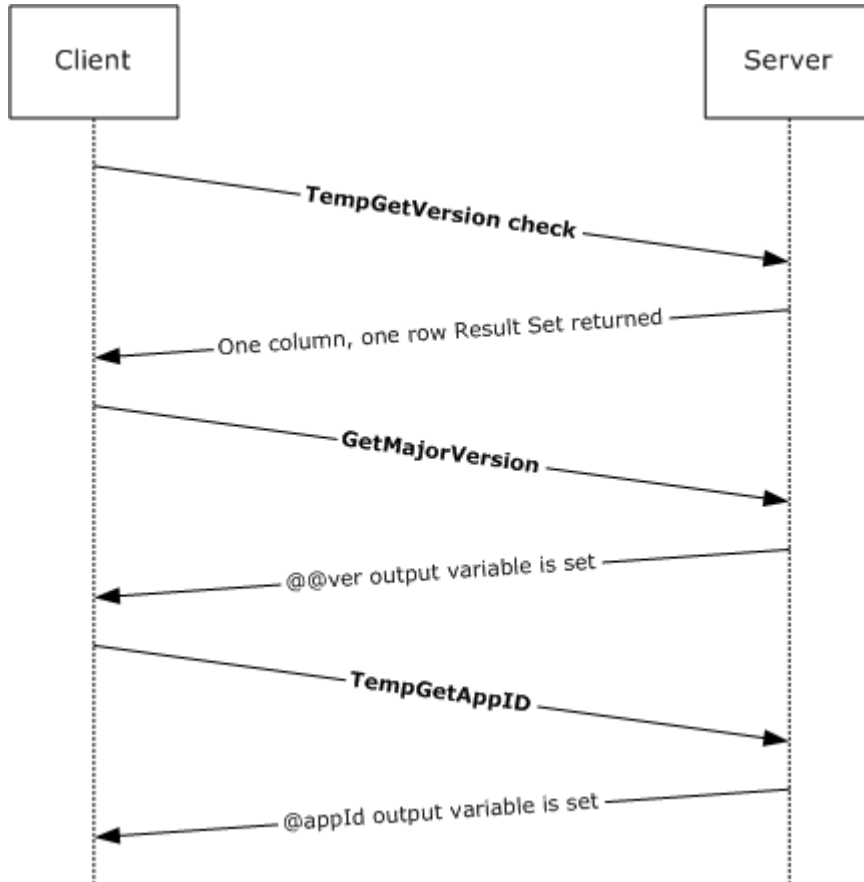 Client
Server
TempGetVersion check
One column, one row Result Set returned
GetMajorVersion
@@ver output variable is set
TempGetAppID
@appId output variable is set